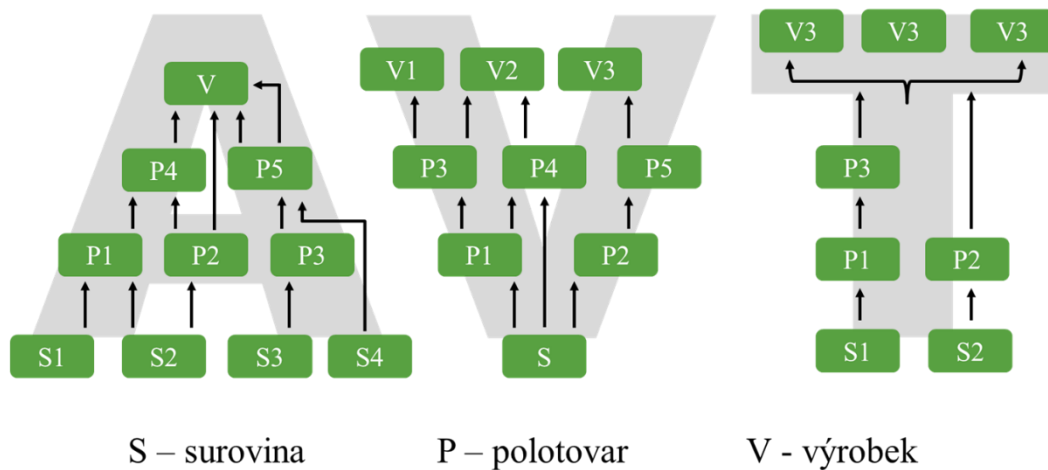 V
P4 P5
P1 P2 P3
S1 S2 S3 S4
V1 V2 V3
P3 P4 P5
P1 P2
S
V3 V3 V3
P3
P1 P2
S1 S2
S – surovina P – polotovar V - výrobek